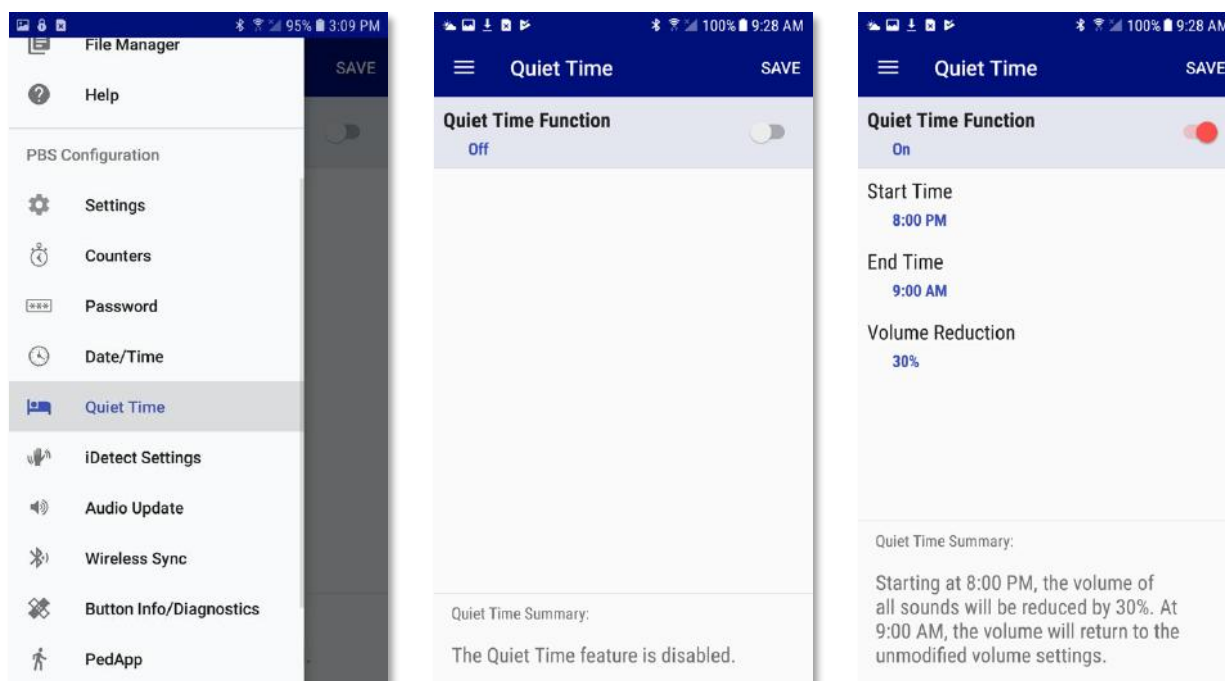 95% 3:09 PM
File Manager
SAVE
Help
PBS Configuration
Settings
Counters
***
Password
Date/Time
Quiet Time
iDetect Settings
Audio Update
Wireless Sync
Button Info/Diagnostics
PedApp
100% 9:28 AM
Quiet Time SAVE
Quiet Time Function
Off
Quiet Time Summary:
The Quiet Time feature is disabled.
100% 9:28 AM
Quiet Time SAVE
Quiet Time Function
On
Start Time
8:00 PM
End Time
9:00 AM
Volume Reduction
30%
Quiet Time Summary:
Starting at 8:00 PM, the volume of
all sounds will be reduced by 30%. At
9:00 AM, the volume will return to the
unmodified volume settings.